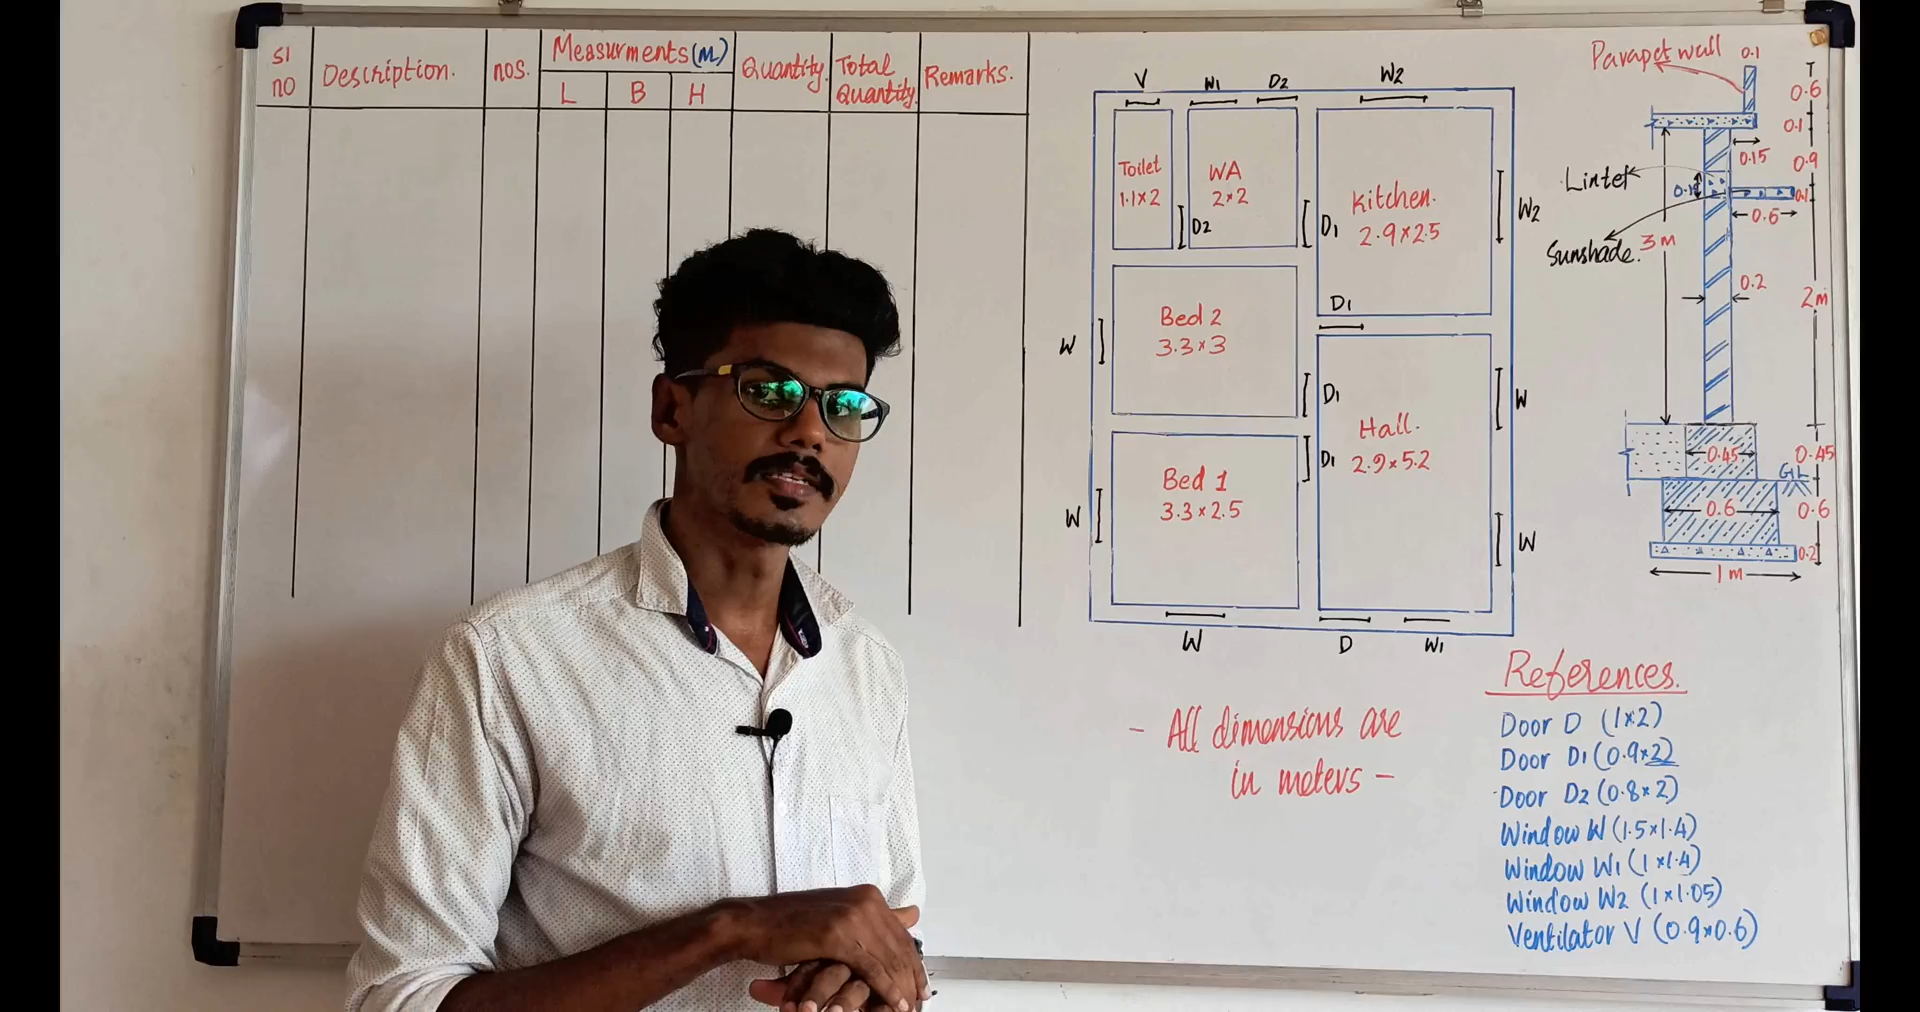 Sl no
Description.
nos.
Measurments(m)
L
B
H
Quantity.
Total Quantity.
Remarks.
V
W1
D2
W2
Toilet
1.1×2
WA
2×2
D2
Kitchen.
2.9×2.5
D1
W2
D1
Bed 2
3.3×3
W
D1
W
Hall.
2.9×5.2
D1
Bed 1
3.3×2.5
W
W
W
D
W1
- All dimensions are
in meters -
Parapet wall
0.1
0.6
0.1
0.15
0.9
Lintel
0.1
0.6
Sunshade.
3m
0.2
2m
0.45
0.45
GL
0.6
0.6
0.2
1m
References.
Door D (1×2)
Door D1 (0.9×2)
Door D2 (0.8×2)
Window W (1.5×1.4)
Window W1 (1×1.4)
Window W2 (1×1.05)
Ventilator V (0.9×0.6)